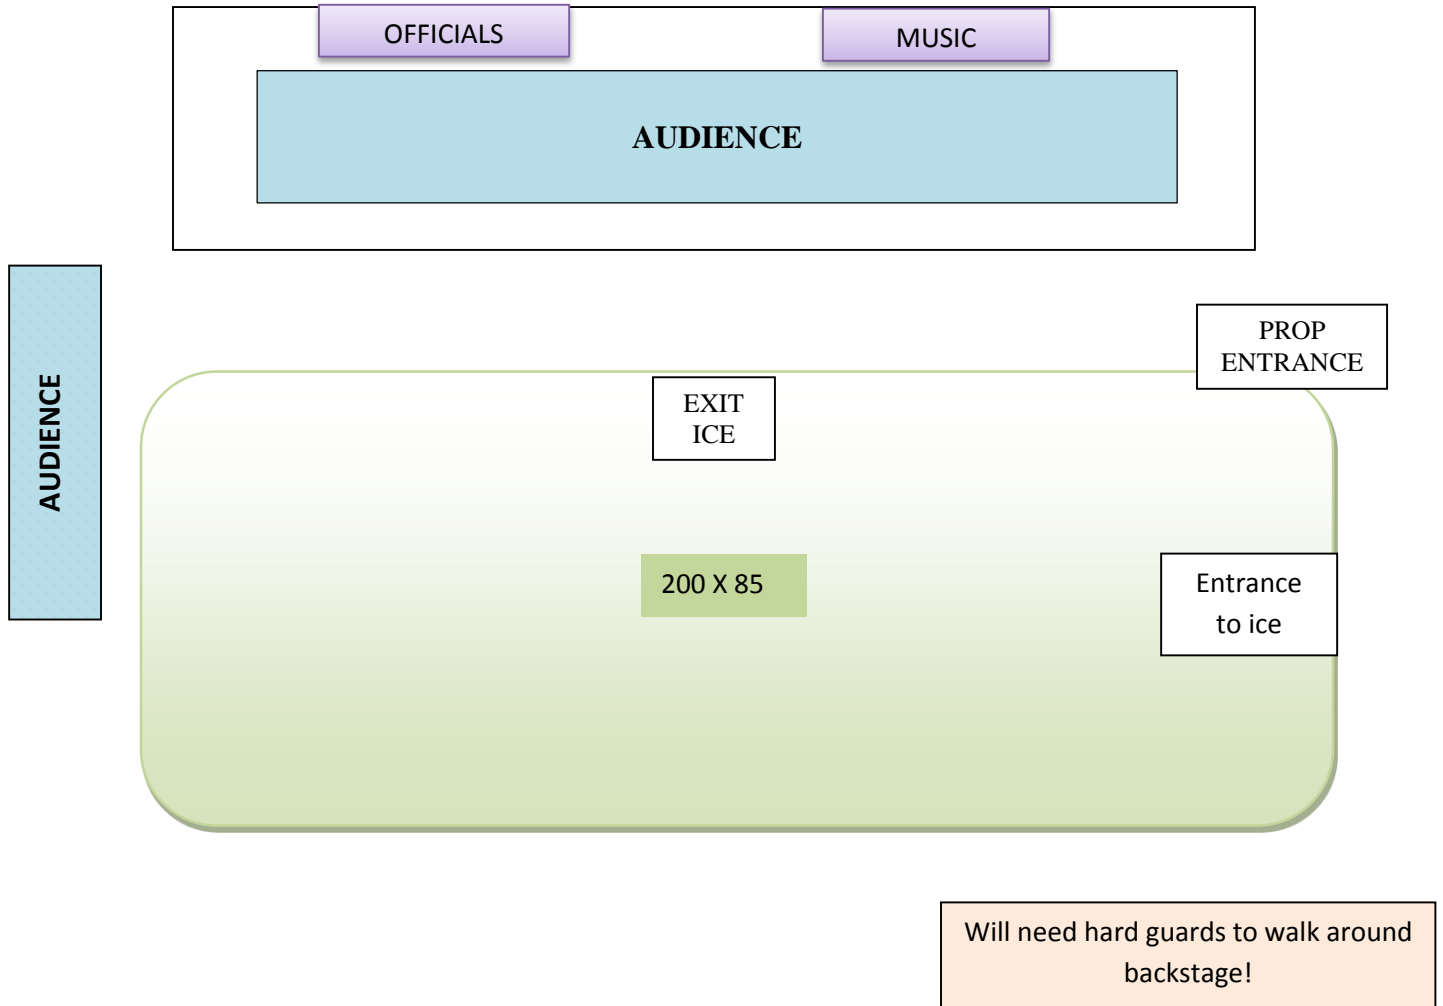 OFFICIALS
MUSIC
AUDIENCE
AUDIENCE
PROP
ENTRANCE
EXIT
ICE
200 X 85
Entrance
to ice
Will need hard guards to walk around
backstage!